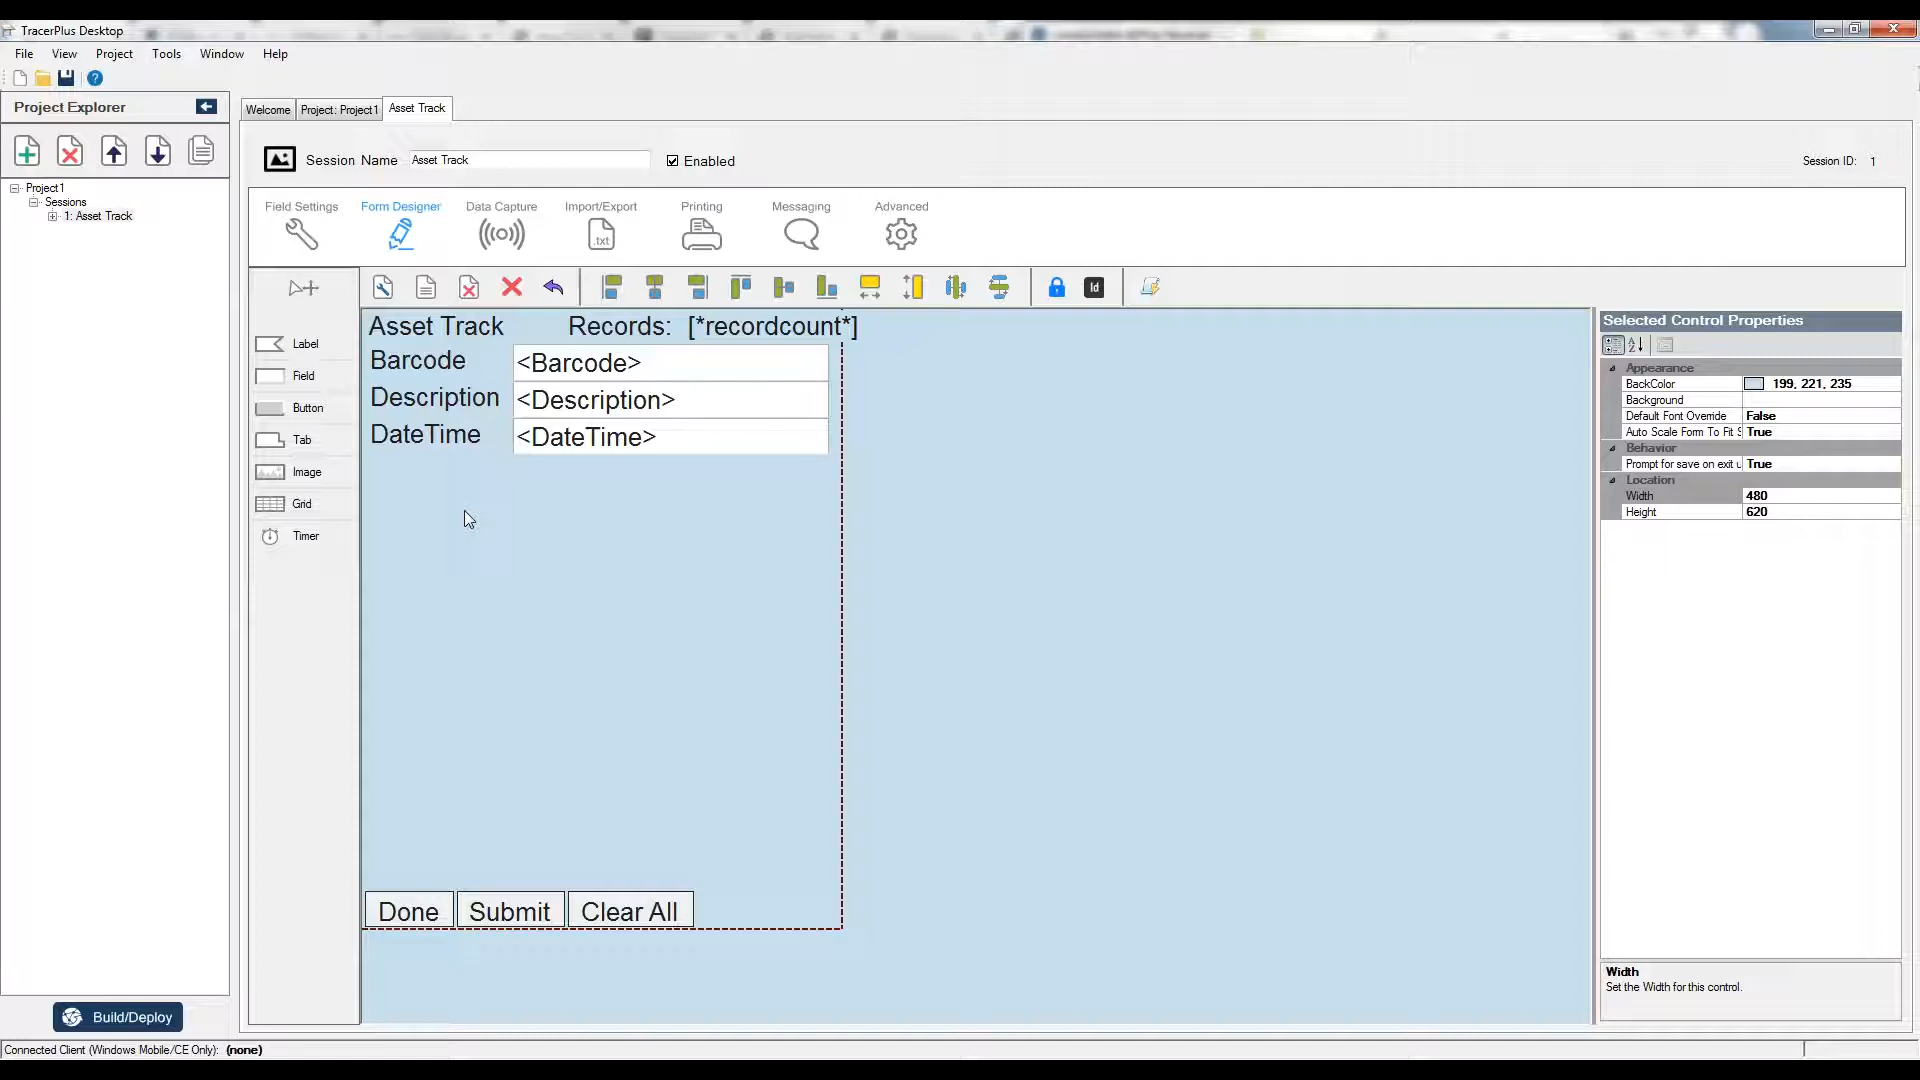 TracerPlus Desktop
File View Project Tools Window Help
Project Explorer
Welcome Project: Project1 Asset Track
Session Name Asset Track Enabled Session ID: 1
Project1
Sessions
1: Asset Track
Field Settings Form Designer Data Capture Import/Export Printing Messaging Advanced
.txt
Id
Label
Field
Button
Tab
Image
Grid
Timer
Asset Track Records: [*recordcount*]
Barcode <Barcode>
Description <Description>
DateTime <DateTime>
Done Submit Clear All
Selected Control Properties
Appearance
BackColor 199, 221, 235
Background
Default Font Override False
Auto Scale Form To Fit S True
Behavior
Prompt for save on exit u True
Location
Width 480
Height 620
Width
Set the Width for this control.
Build/Deploy
Connected Client (Windows Mobile/CE Only): (none)